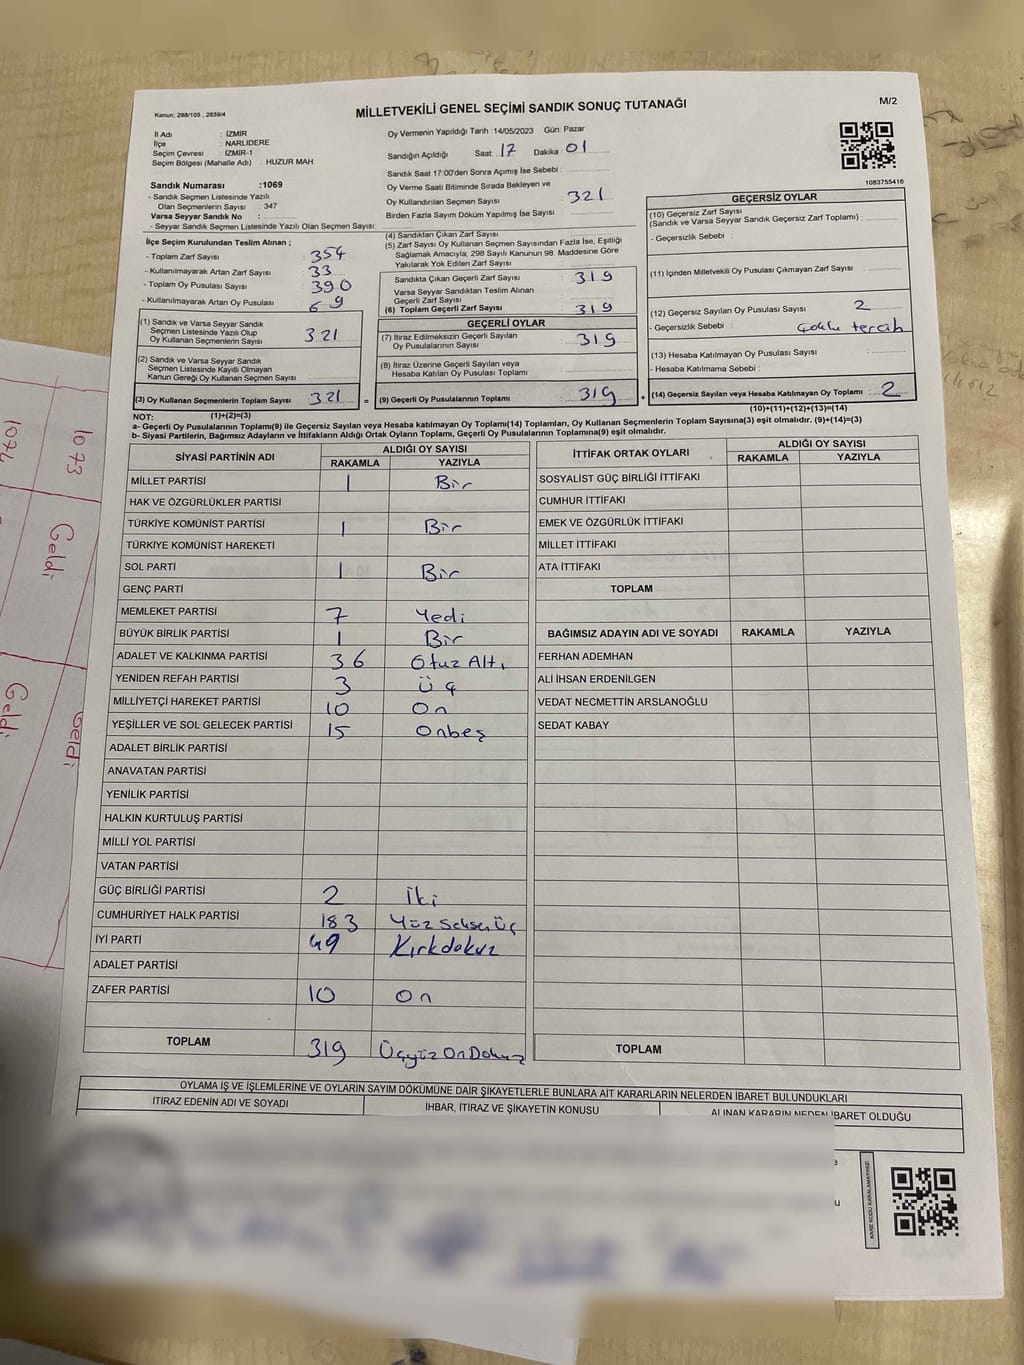 MİLLETVEKİLİ GENEL SEÇİMİ SANDIK SONUÇ TUTANAĞI
M/2
Kanun: 298/105 , 2839/4
İl Adı : İZMİR
İlçe : NARLIDERE
Seçim Çevresi : İZMİR-1
Seçim Bölgesi (Mahalle Adı) HUZUR MAH.
Oy Vermenin Yapıldığı Tarih :14/05/2023 Gün: Pazar
Sandığın Açıldığı Saat 17 Dakika 01
Sandık Saat 17:00'den Sonra Açımış İse Sebebi :
Oy Verme Saati Bitiminde Sırada Bekleyen ve
Oy Kullandırılan Seçmen Sayısı 321
Birden Fazla Sayım Döküm Yapılmış İse Sayısı
1083755416
Sandık Numarası :1069
- Sandık Seçmen Listesinde Yazılı
Olan Seçmenlerin Sayısı 347
Varsa Seyyar Sandık No :
- Seyyar Sandık Seçmen Listesinde Yazılı Olan Seçmen Sayısı
İlçe Seçim Kurulundan Teslim Alınan ;
- Toplam Zarf Sayısı : 354
- Kullanılmayarak Artan Zarf Sayısı : 33
- Toplam Oy Pusulası Sayısı : 390
- Kullanılmayarak Artan Oy Pusulası : 69
(1) Sandık ve Varsa Seyyar Sandık
Seçmen Listesinde Yazılı Olup
Oy Kullanan Seçmenlerin Sayısı 321
(2) Sandık ve Varsa Seyyar Sandık
Seçmen Listesinde Kayıtlı Olmayan
Kanun Gereği Oy Kullanan Seçmen Sayısı
(3) Oy Kullanan Seçmenlerin Toplam Sayısı 321 =
(1)+(2)=(3)
(4) Sandıktan Çıkan Zarf Sayısı
(5) Zarf Sayısı Oy Kullanan Seçmen Sayısından Fazla İse, Eşitliği
Sağlamak Amacıyla, 298 Sayılı Kanunun 98. Maddesine Göre
Yakılarak Yok Edilen Zarf Sayısı
Sandıkta Çıkan Geçerli Zarf Sayısı : 319
Varsa Seyyar Sandıktan Teslim Alınan
Geçerli Zarf Sayısı
(6) Toplam Geçerli Zarf Sayısı : 319
GEÇERLİ OYLAR
(7) İtiraz Edilmeksizin Geçerli Sayılan
Oy Pusulalarının Sayısı : 319
(8) İtiraz Üzerine Geçerli Sayılan veya
Hesaba Katılan Oy Pusulası Toplamı
(9) Geçerli Oy Pusulalarının Toplamı : 319 +
GEÇERSİZ OYLAR
(10) Geçersiz Zarf Sayısı
(Sandık ve Varsa Seyyar Sandık Geçersiz Zarf Toplamı) :
- Geçersizlik Sebebi :
(11) İçinden Milletvekili Oy Pusulası Çıkmayan Zarf Sayısı :
(12) Geçersiz Sayılan Oy Pusulası Sayısı : 2
- Geçersizlik Sebebi : Çoklu tercih
(13) Hesaba Katılmayan Oy Pusulası Sayısı :
- Hesaba Katılmama Sebebi :
(14) Geçersiz Sayılan veya Hesaba Katılmayan Oy Toplamı : 2
(10)+(11)+(12)+(13)=(14)
NOT:
a- Geçerli Oy Pusulalarının Toplamı(9) ile Geçersiz Sayılan veya Hesaba katılmayan Oy Toplamı(14) Toplamları, Oy Kullanan Seçmenlerin Toplam Sayısına(3) eşit olmalıdır. (9)+(14)=(3)
b- Siyasi Partilerin, Bağımsız Adayların ve İttifakların Aldığı Ortak Oyların Toplamı, Geçerli Oy Pusulalarının Toplamına(9) eşit olmalıdır.
SİYASİ PARTİNİN ADI ALDIĞI OY SAYISI
RAKAMLA YAZIYLA
MİLLET PARTİSİ 1 Bir
HAK VE ÖZGÜRLÜKLER PARTİSİ
TÜRKİYE KOMÜNİST PARTİSİ 1 Bir
TÜRKİYE KOMÜNİST HAREKETİ
SOL PARTİ 1 Bir
GENÇ PARTİ
MEMLEKET PARTİSİ 7 Yedi
BÜYÜK BİRLİK PARTİSİ 1 Bir
ADALET VE KALKINMA PARTİSİ 36 Otuz Altı
YENİDEN REFAH PARTİSİ 3 Üç
MİLLİYETÇİ HAREKET PARTİSİ 10 On
YEŞİLLER VE SOL GELECEK PARTİSİ 15 Onbeş
ADALET BİRLİK PARTİSİ
ANAVATAN PARTİSİ
YENİLİK PARTİSİ
HALKIN KURTULUŞ PARTİSİ
MİLLİ YOL PARTİSİ
VATAN PARTİSİ
GÜÇ BİRLİĞİ PARTİSİ 2 İki
CUMHURİYET HALK PARTİSİ 183 Yüz Seksen Üç
İYİ PARTİ 49 Kırkdokuz
ADALET PARTİSİ
ZAFER PARTİSİ 10 On
TOPLAM 319 Üçyüz On Dokuz
İTTİFAK ORTAK OYLARI ALDIĞI OY SAYISI
RAKAMLA YAZIYLA
SOSYALİST GÜÇ BİRLİĞİ İTTİFAKI
CUMHUR İTTİFAKI
EMEK VE ÖZGÜRLÜK İTTİFAKI
MİLLET İTTİFAKI
ATA İTTİFAKI
TOPLAM
BAĞIMSIZ ADAYIN ADI VE SOYADI RAKAMLA YAZIYLA
FERHAN ADEMHAN
ALİ İHSAN ERDENİLGEN
VEDAT NECMETTİN ARSLANOĞLU
SEDAT KABAY
TOPLAM
OYLAMA İŞ VE İŞLEMLERİNE VE OYLARIN SAYIM DÖKÜMÜNE DAİR ŞİKAYETLERLE BUNLARA AİT KARARLARIN NELERDEN İBARET BULUNDUKLARI
İTİRAZ EDENİN ADI VE SOYADI İHBAR, İTİRAZ VE ŞİKAYETİN KONUSU ALINAN KARARIN NEDEN İBARET OLDUĞU
KARE KODU KARALAMAYINIZ
1073
1074
Geldi
Geldi
Geldi